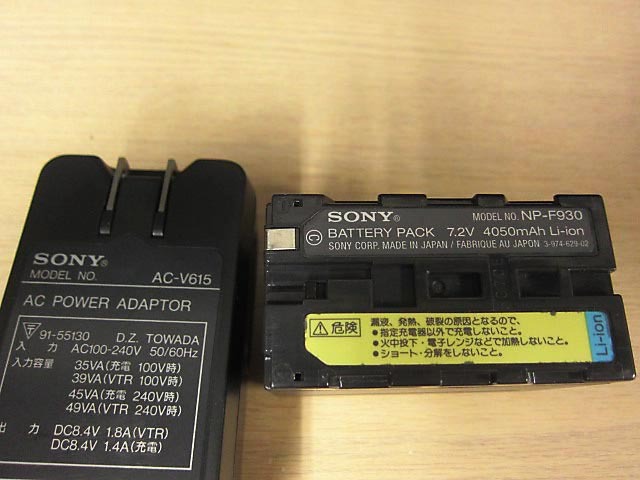 SONY®
MODEL NO. AC-V615
AC POWER ADAPTOR
91-55130 D.Z. TOWADA
入 力 AC100-240V 50/60Hz
入力容量 35VA(充電 100V時)
39VA(VTR 100V時)
45VA(充電 240V時)
49VA(VTR 240V時)
出 力 DC8.4V 1.8A(VTR)
DC8.4V 1.4A(充電)
SONY® MODEL NO. NP-F930
BATTERY PACK 7.2V 4050mAh Li-ion
SONY CORP. MADE IN JAPAN / FABRIQUE AU JAPON 3-974-629-02
危険
漏液、発熱、破裂の原因となるので、
●指定充電器以外で充電しないこと。
●火中投下・電子レンジなどで加熱しないこと。
●ショート・分解をしないこと。
Li-ion